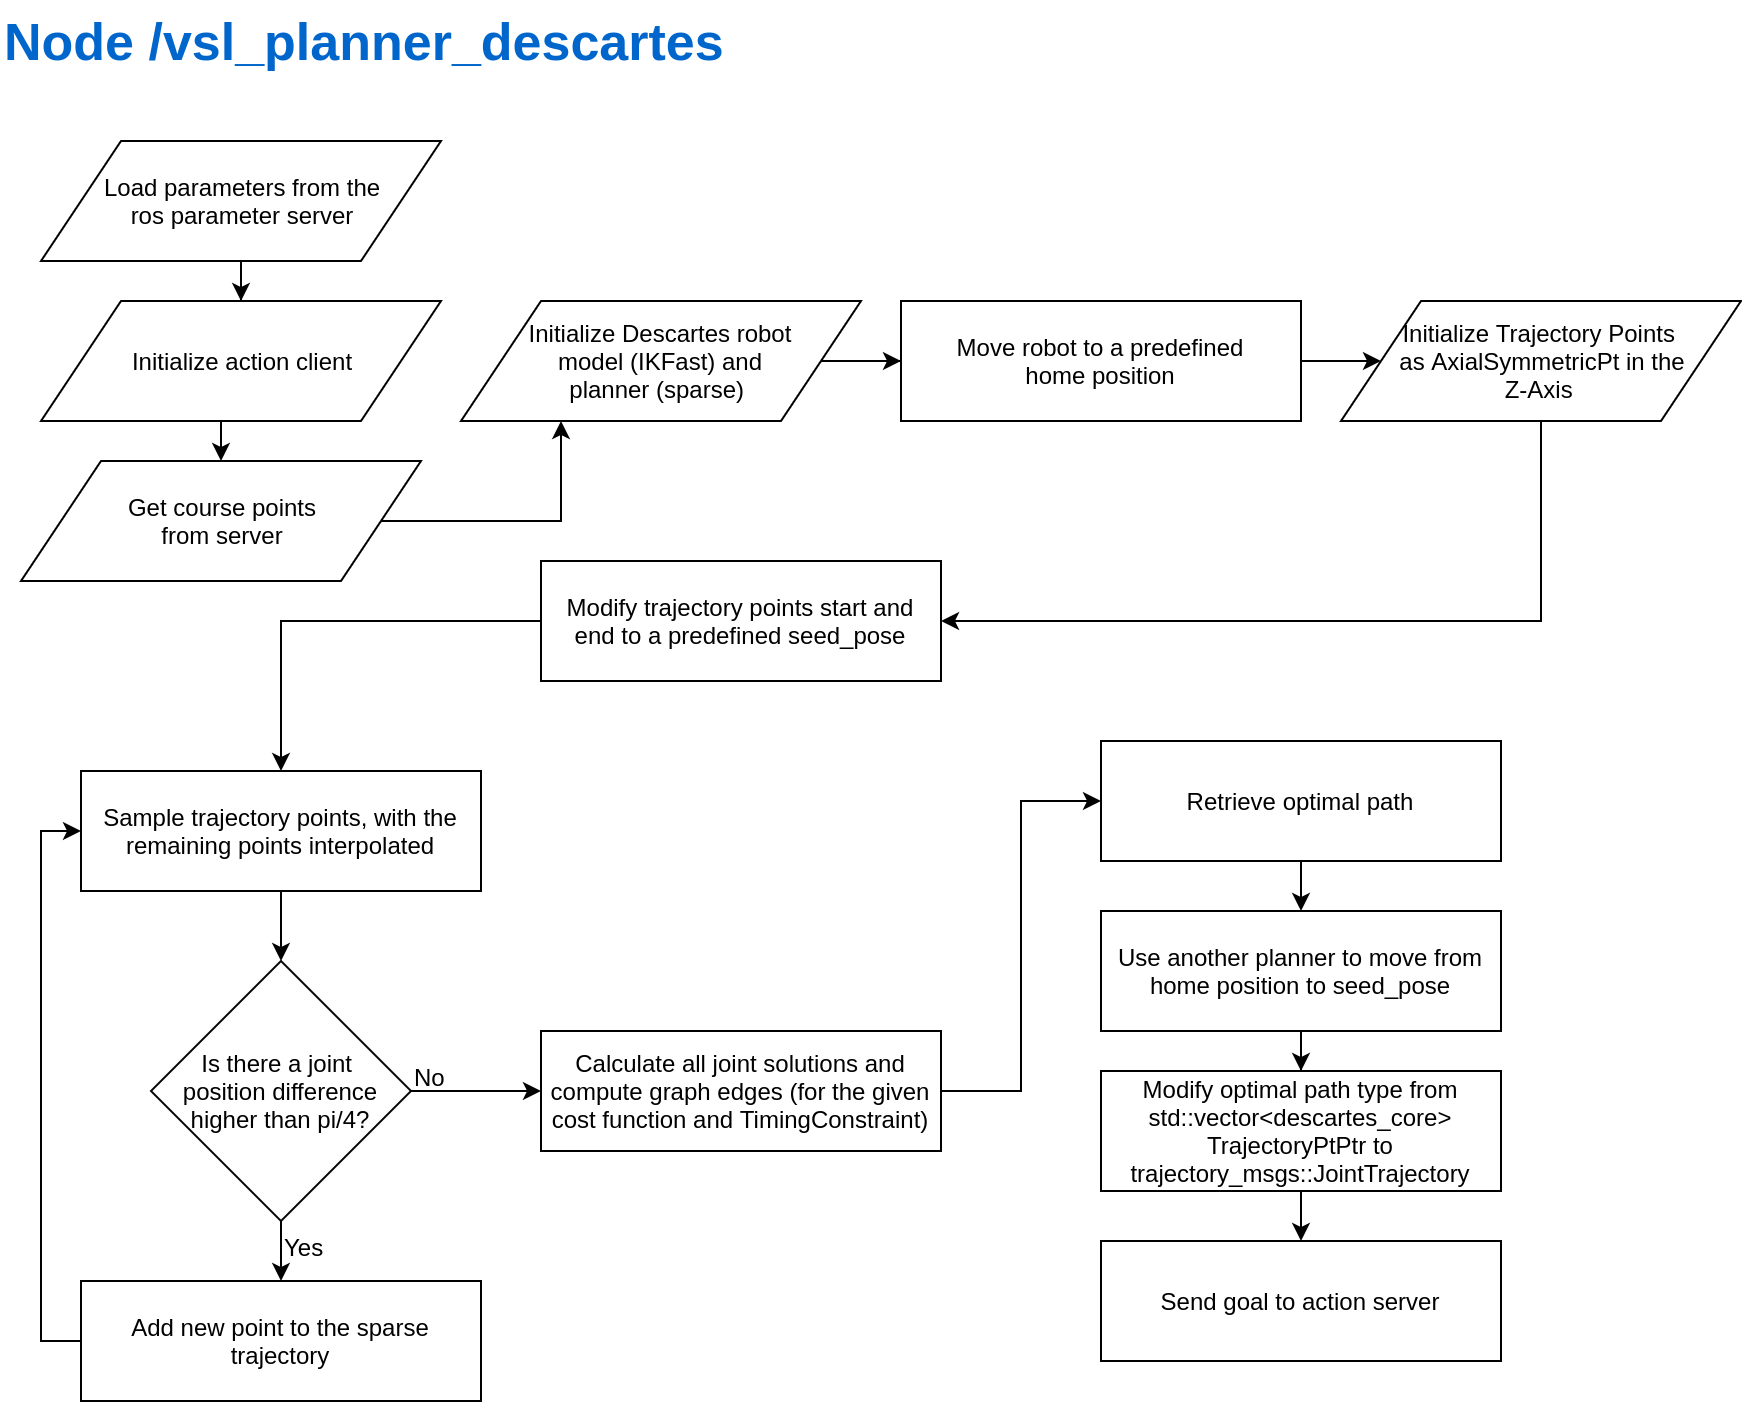 Node /vsl_planner_descartes
Load parameters from the
ros parameter server
Initialize action client
Get course points
from server
Initialize Descartes robot
model (IKFast) and
planner (sparse)
Move robot to a predefined
home position
Initialize Trajectory Points
as AxialSymmetricPt in the
Z-Axis
Modify trajectory points start and
end to a predefined seed_pose
Sample trajectory points, with the
remaining points interpolated
Is there a joint
position difference
higher than pi/4?
Yes
Add new point to the sparse
trajectory
No
Calculate all joint solutions and
compute graph edges (for the given
cost function and TimingConstraint)
Retrieve optimal path
Use another planner to move from
home position to seed_pose
Modify optimal path type from
std::vector<descartes_core>
TrajectoryPtPtr to
trajectory_msgs::JointTrajectory
Send goal to action server